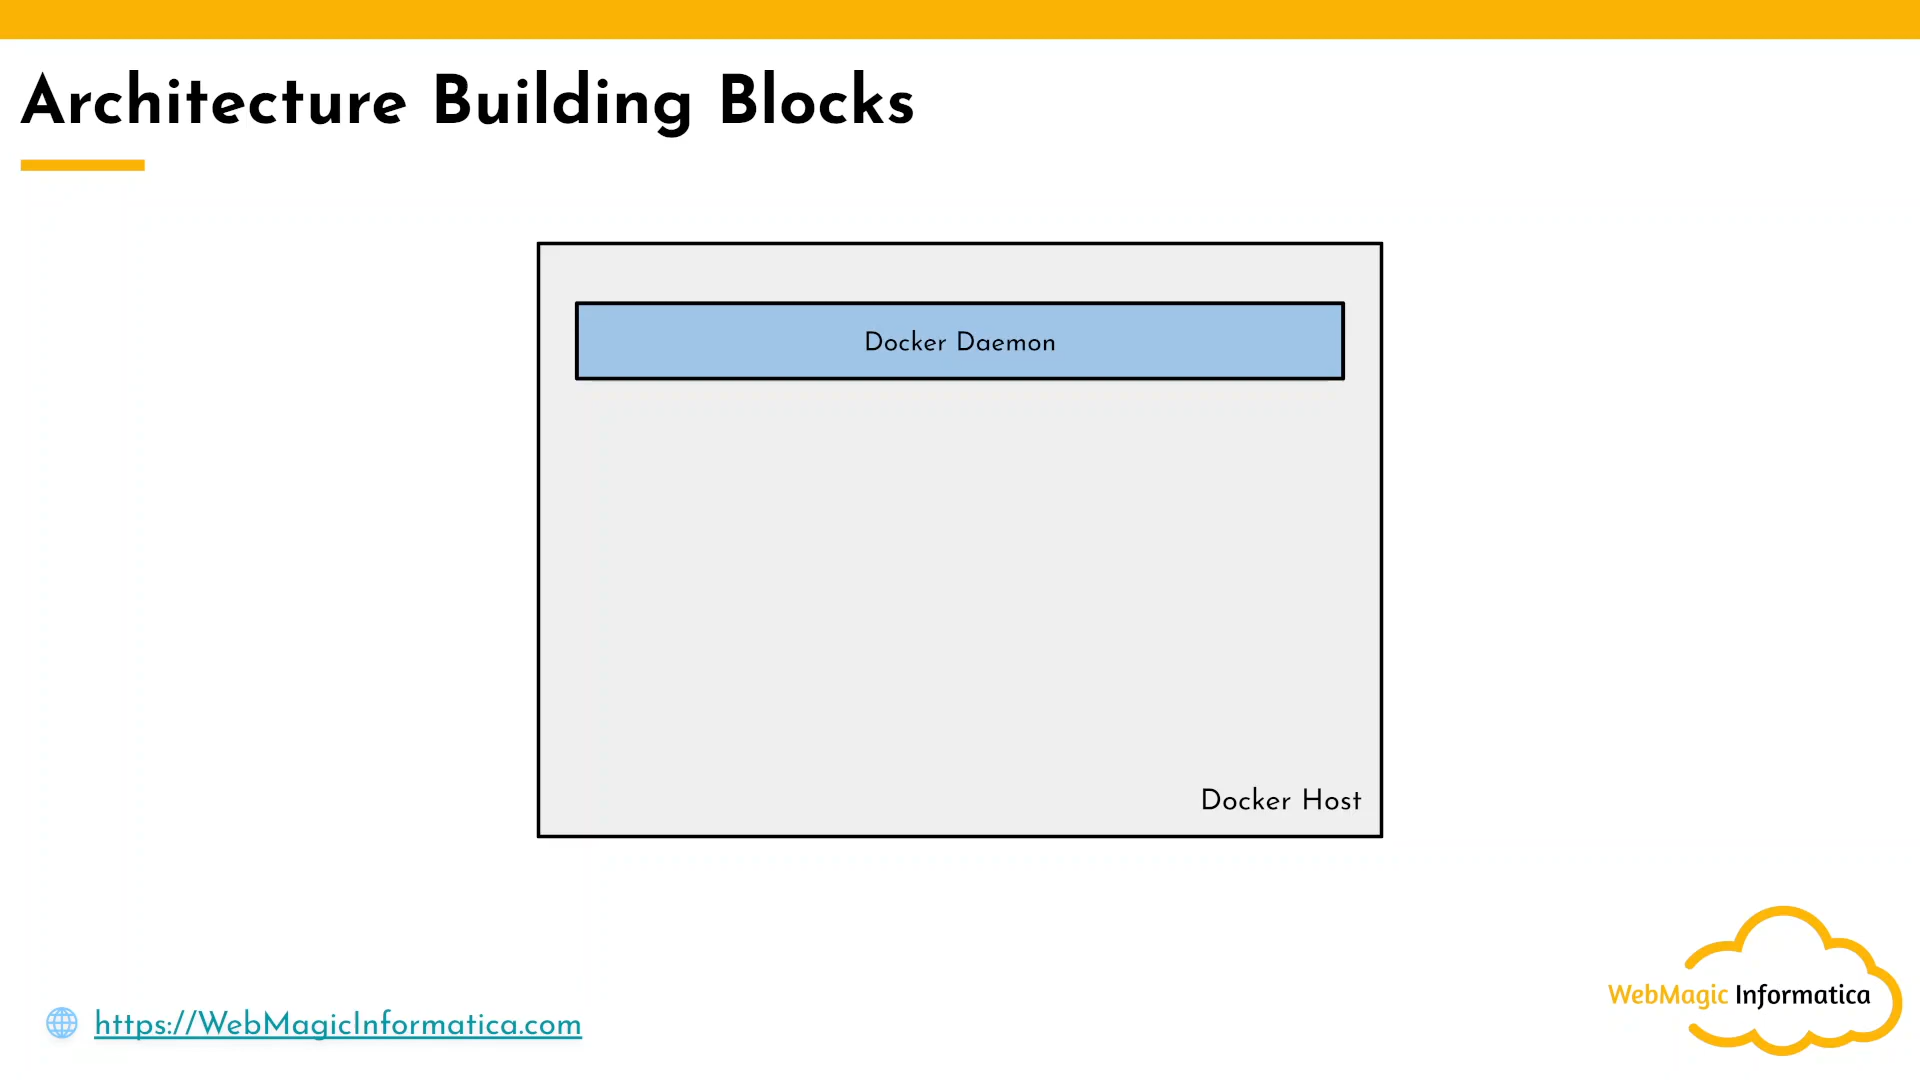 Architecture Building Blocks
Docker Daemon
Docker Host
WebMagic Informatica
https://WebMagicInformatica.com